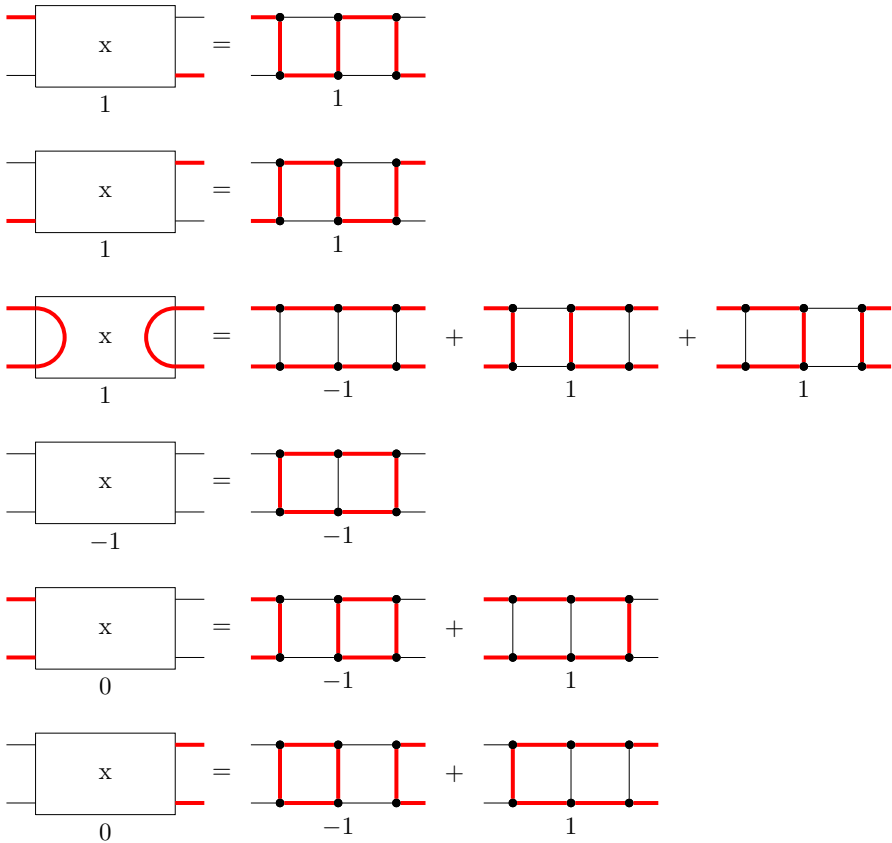 x =
1 1
x =
1 1
x = + +
1 −1 1 1
x =
−1 −1
x = +
0 −1 1
x = +
0 −1 1